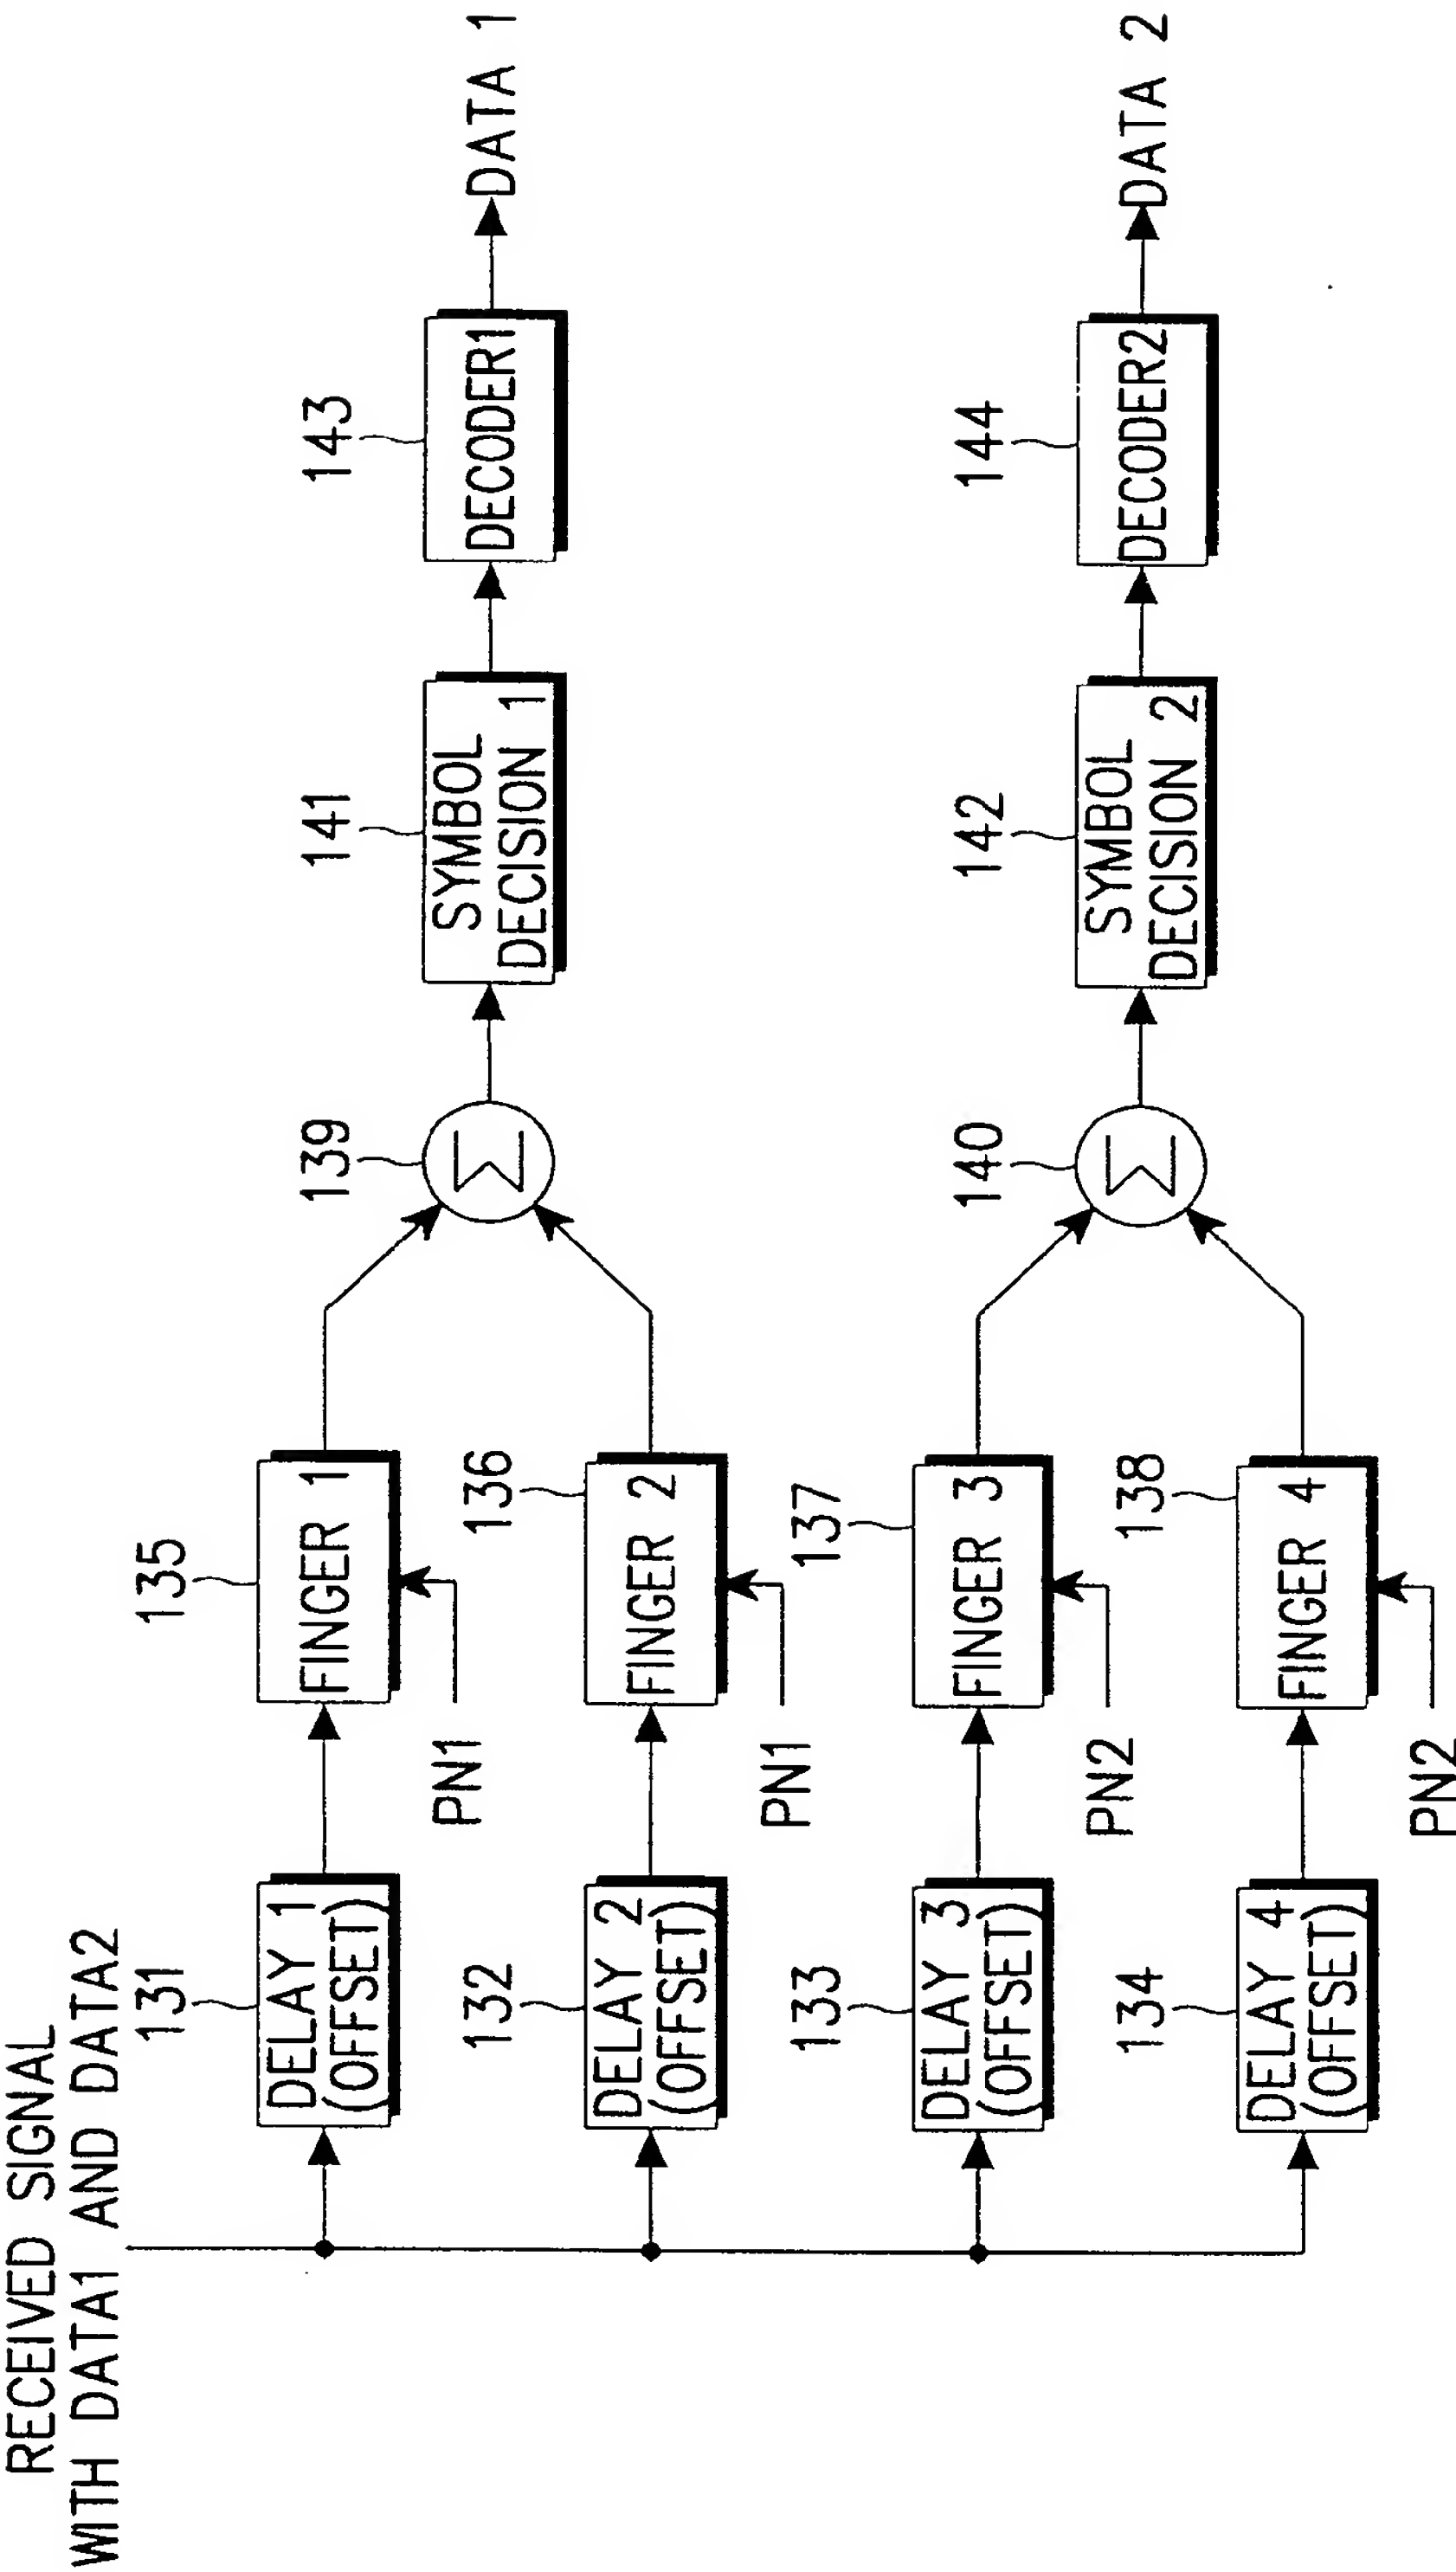 RECEIVED SIGNAL
WITH DATA1 AND DATA2
131
DELAY 1
(OFFSET)
135
FINGER 1
PN1
132
DELAY 2
(OFFSET)
136
FINGER 2
PN1
139
Σ
141
SYMBOL
DECISION 1
143
DECODER1
DATA 1
133
DELAY 3
(OFFSET)
137
FINGER 3
PN2
134
DELAY 4
(OFFSET)
138
FINGER 4
PN2
140
Σ
142
SYMBOL
DECISION 2
144
DECODER2
DATA 2